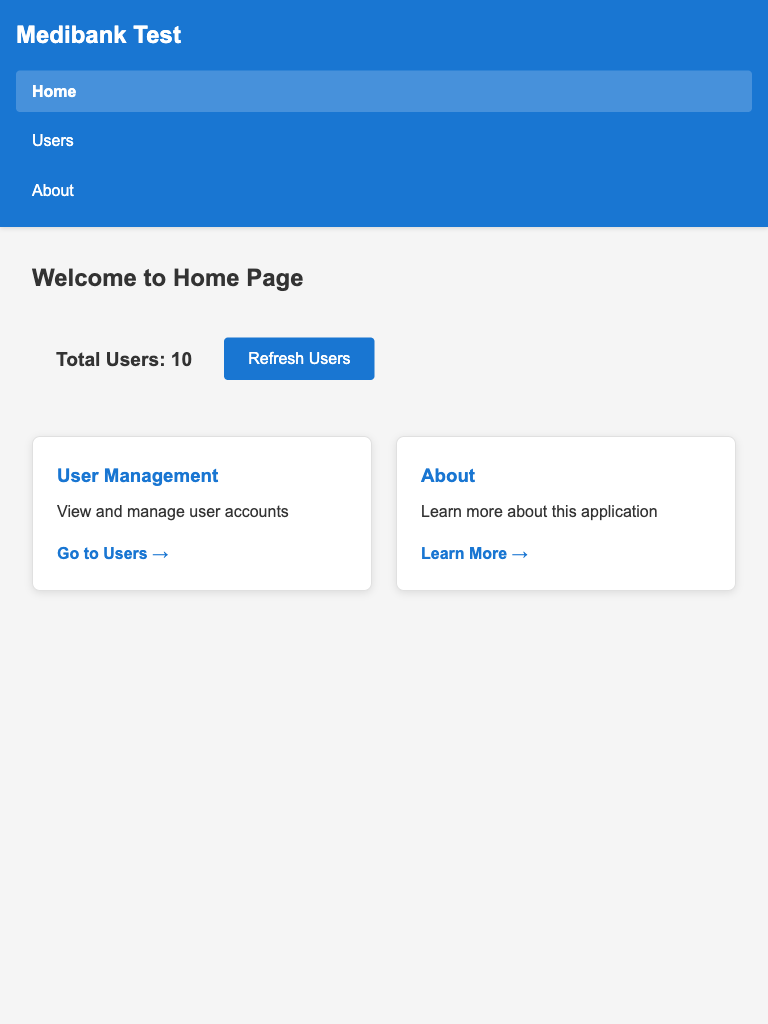 Medibank Test
Home
Users
About
Welcome to Home Page
Total Users: 10
Refresh Users
User Management
View and manage user accounts
Go to Users →
About
Learn more about this application
Learn More →